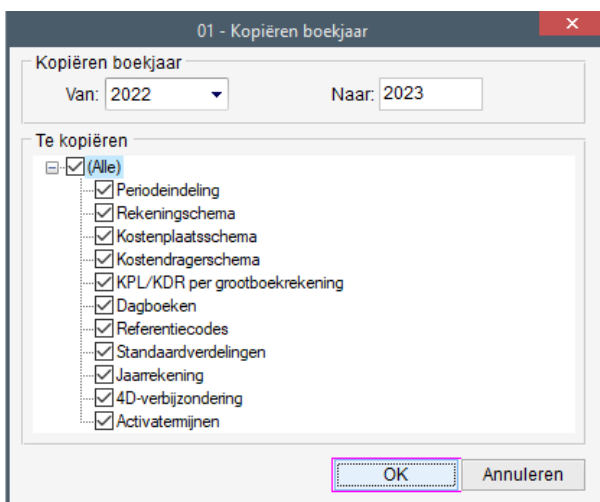 01 - Kopiëren boekjaar
Kopiëren boekjaar
Van: 2022 Naar: 2023
Te kopiëren
(Alle)
Periodeindeling
Rekeningschema
Kostenplaatsschema
Kostendragerschema
KPL/KDR per grootboekrekening
Dagboeken
Referentiecodes
Standaardverdelingen
Jaarrekening
4D-verbijzondering
Activatermijnen
OK Annuleren